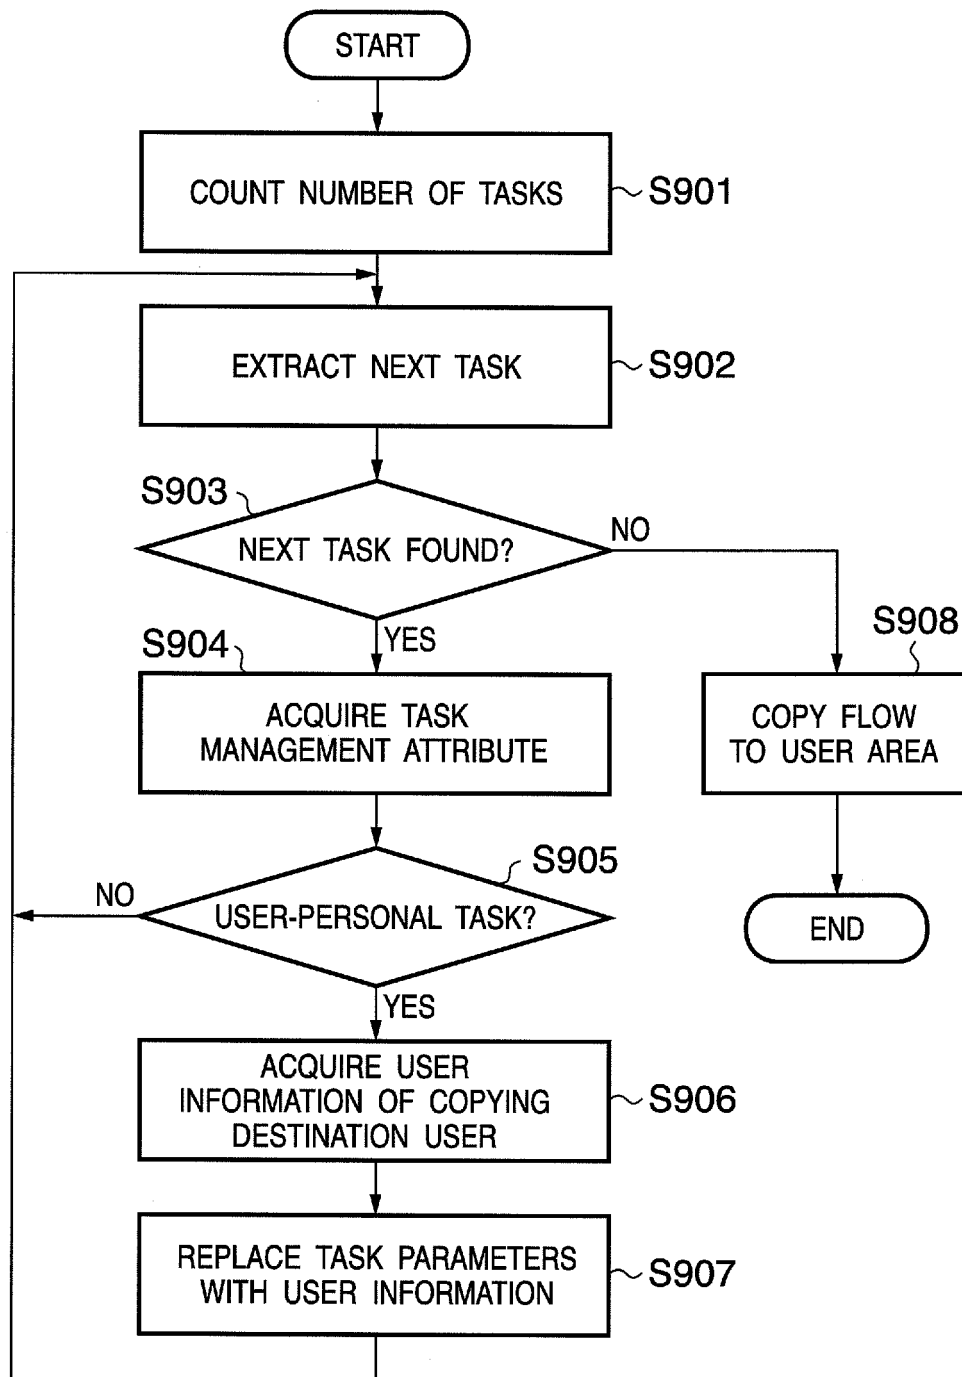 START
COUNT NUMBER OF TASKS
S901
EXTRACT NEXT TASK
S902
S903
NEXT TASK FOUND?
NO
YES
S904
ACQUIRE TASK
MANAGEMENT ATTRIBUTE
S908
COPY FLOW
TO USER AREA
S905
USER-PERSONAL TASK?
NO
YES
END
ACQUIRE USER
INFORMATION OF COPYING
DESTINATION USER
S906
REPLACE TASK PARAMETERS
WITH USER INFORMATION
S907